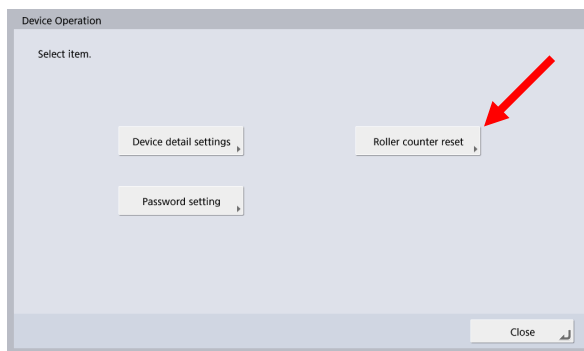 Device Operation
Select item.
Device detail settings
Roller counter reset
Password setting
Close